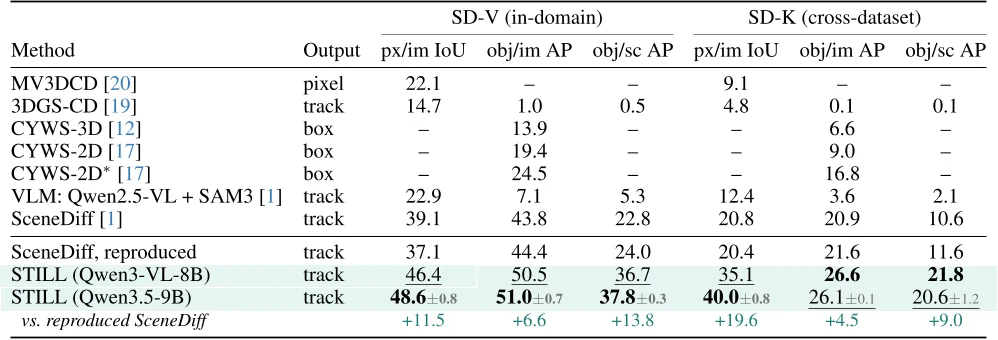 SD-V (in-domain) SD-K (cross-dataset)
Method Output px/im IoU obj/im AP obj/sc AP px/im IoU obj/im AP obj/sc AP
MV3DCD [20] pixel 22.1 – – 9.1 – –
3DGS-CD [19] track 14.7 1.0 0.5 4.8 0.1 0.1
CYWS-3D [12] box – 13.9 – – 6.6 –
CYWS-2D [17] box – 19.4 – – 9.0 –
CYWS-2D* [17] box – 24.5 – – 16.8 –
VLM: Qwen2.5-VL + SAM3 [1] track 22.9 7.1 5.3 12.4 3.6 2.1
SceneDiff [1] track 39.1 43.8 22.8 20.8 20.9 10.6
SceneDiff, reproduced track 37.1 44.4 24.0 20.4 21.6 11.6
STILL (Qwen3-VL-8B) track 46.4 50.5 36.7 35.1 26.6 21.8
STILL (Qwen3.5-9B) track 48.6±0.8 51.0±0.7 37.8±0.3 40.0±0.8 26.1±0.1 20.6±1.2
vs. reproduced SceneDiff +11.5 +6.6 +13.8 +19.6 +4.5 +9.0